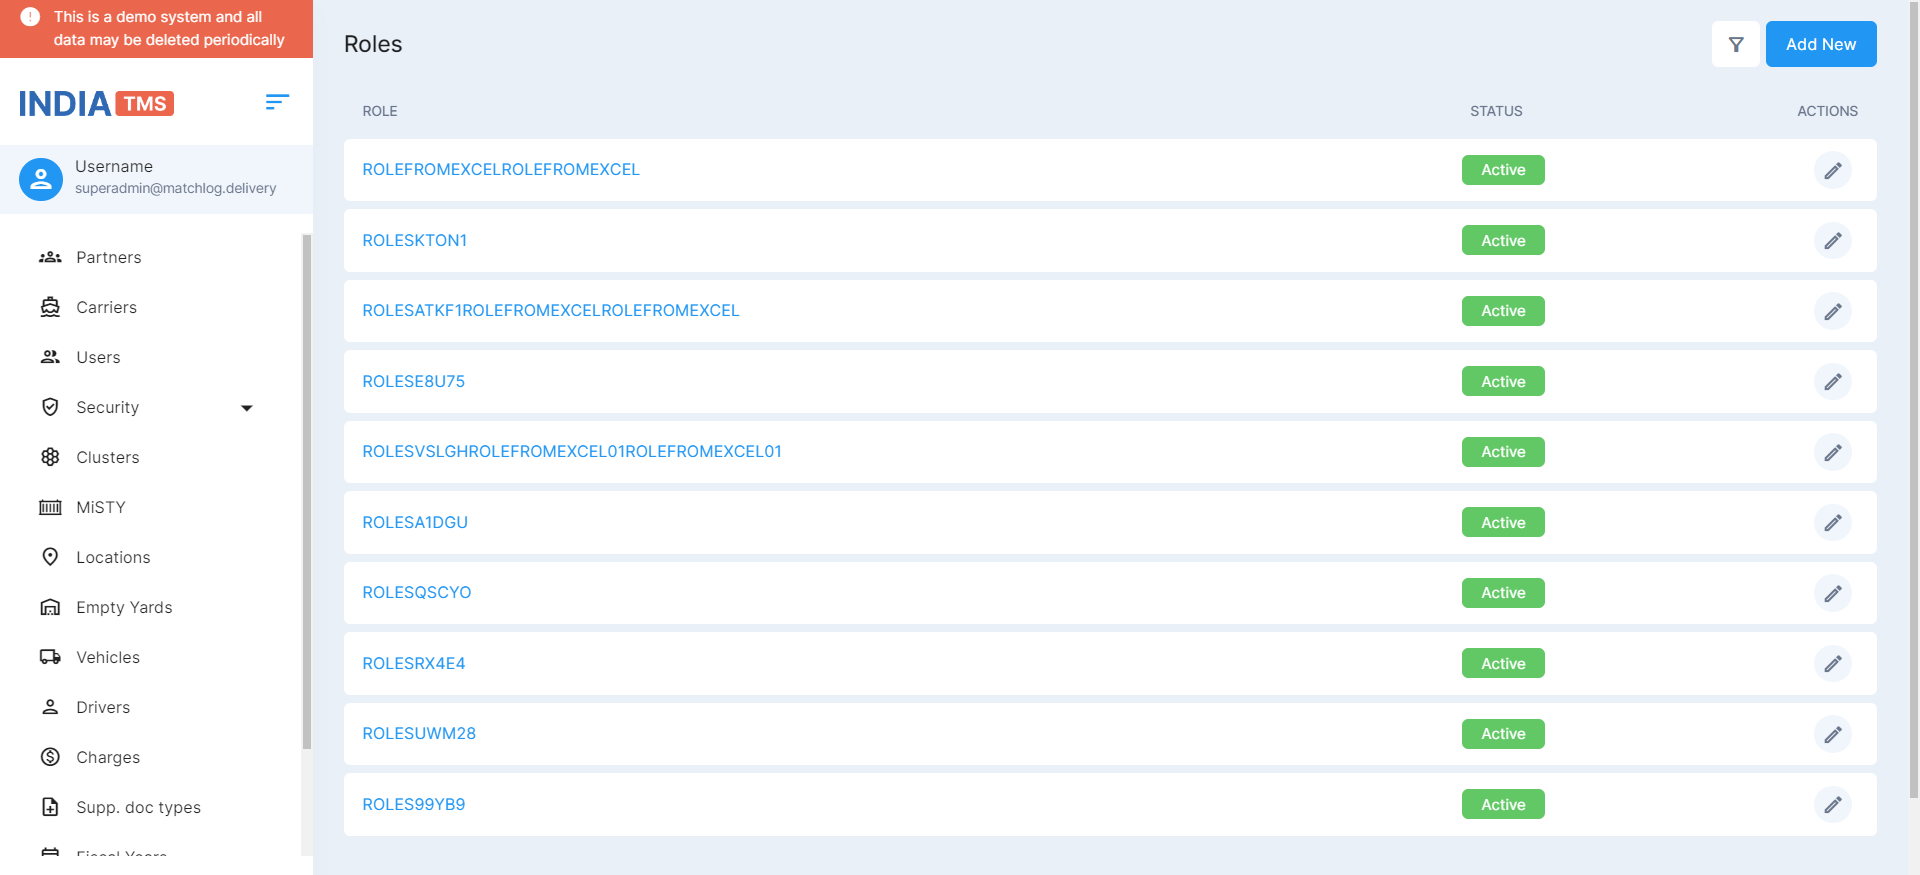 This is a demo system and all
data may be deleted periodically
INDIA TMS
Username
superadmin@matchlog.delivery
Partners
Carriers
Users
Security
Clusters
MiSTY
Locations
Empty Yards
Vehicles
Drivers
Charges
Supp. doc types
Fiscal Years
Roles
Add New
ROLE STATUS ACTIONS
ROLEFROMEXCELROLEFROMEXCEL Active
ROLESKTON1 Active
ROLESATKF1ROLEFROMEXCELROLEFROMEXCEL Active
ROLESE8U75 Active
ROLESVSLGHROLEFROMEXCEL01ROLEFROMEXCEL01 Active
ROLESA1DGU Active
ROLESQSCYO Active
ROLESRX4E4 Active
ROLESUWM28 Active
ROLES99YB9 Active